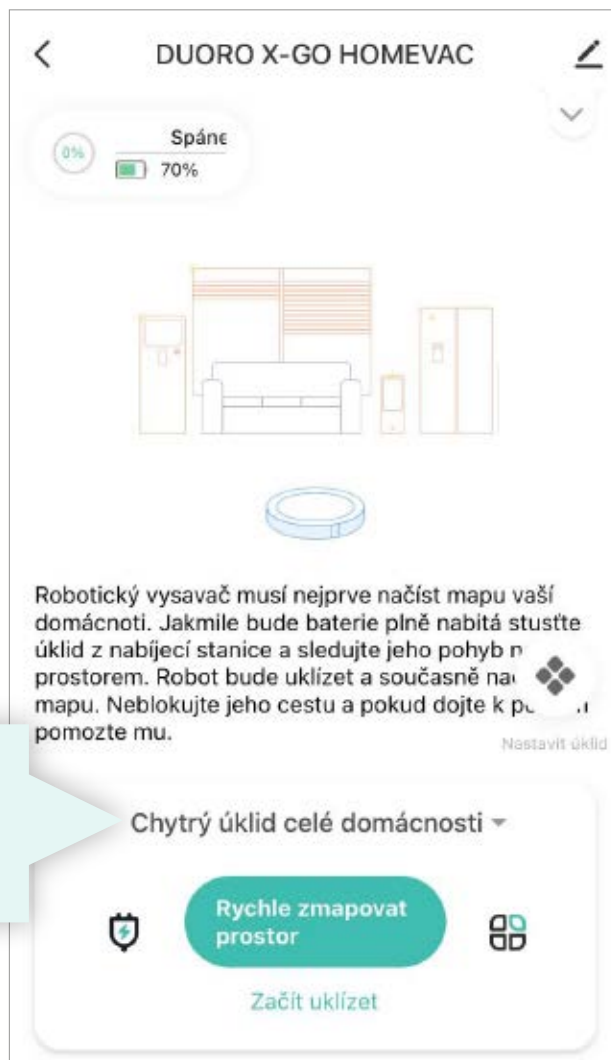 DUORO X-GO HOMEVAC
0%
Spáne
70%
Robotický vysavač musí nejprve načíst mapu vaší
domácnoti. Jakmile bude baterie plně nabitá stusťte
úklid z nabíjecí stanice a sledujte jeho pohyb
prostorem. Robot bude uklízet a současně
mapu. Neblokujte jeho cestu a pokud dojte k
pomozte mu.
Nastavit úklid
Chytrý úklid celé domácnosti
Rychle zmapovat
prostor
Začít uklízet